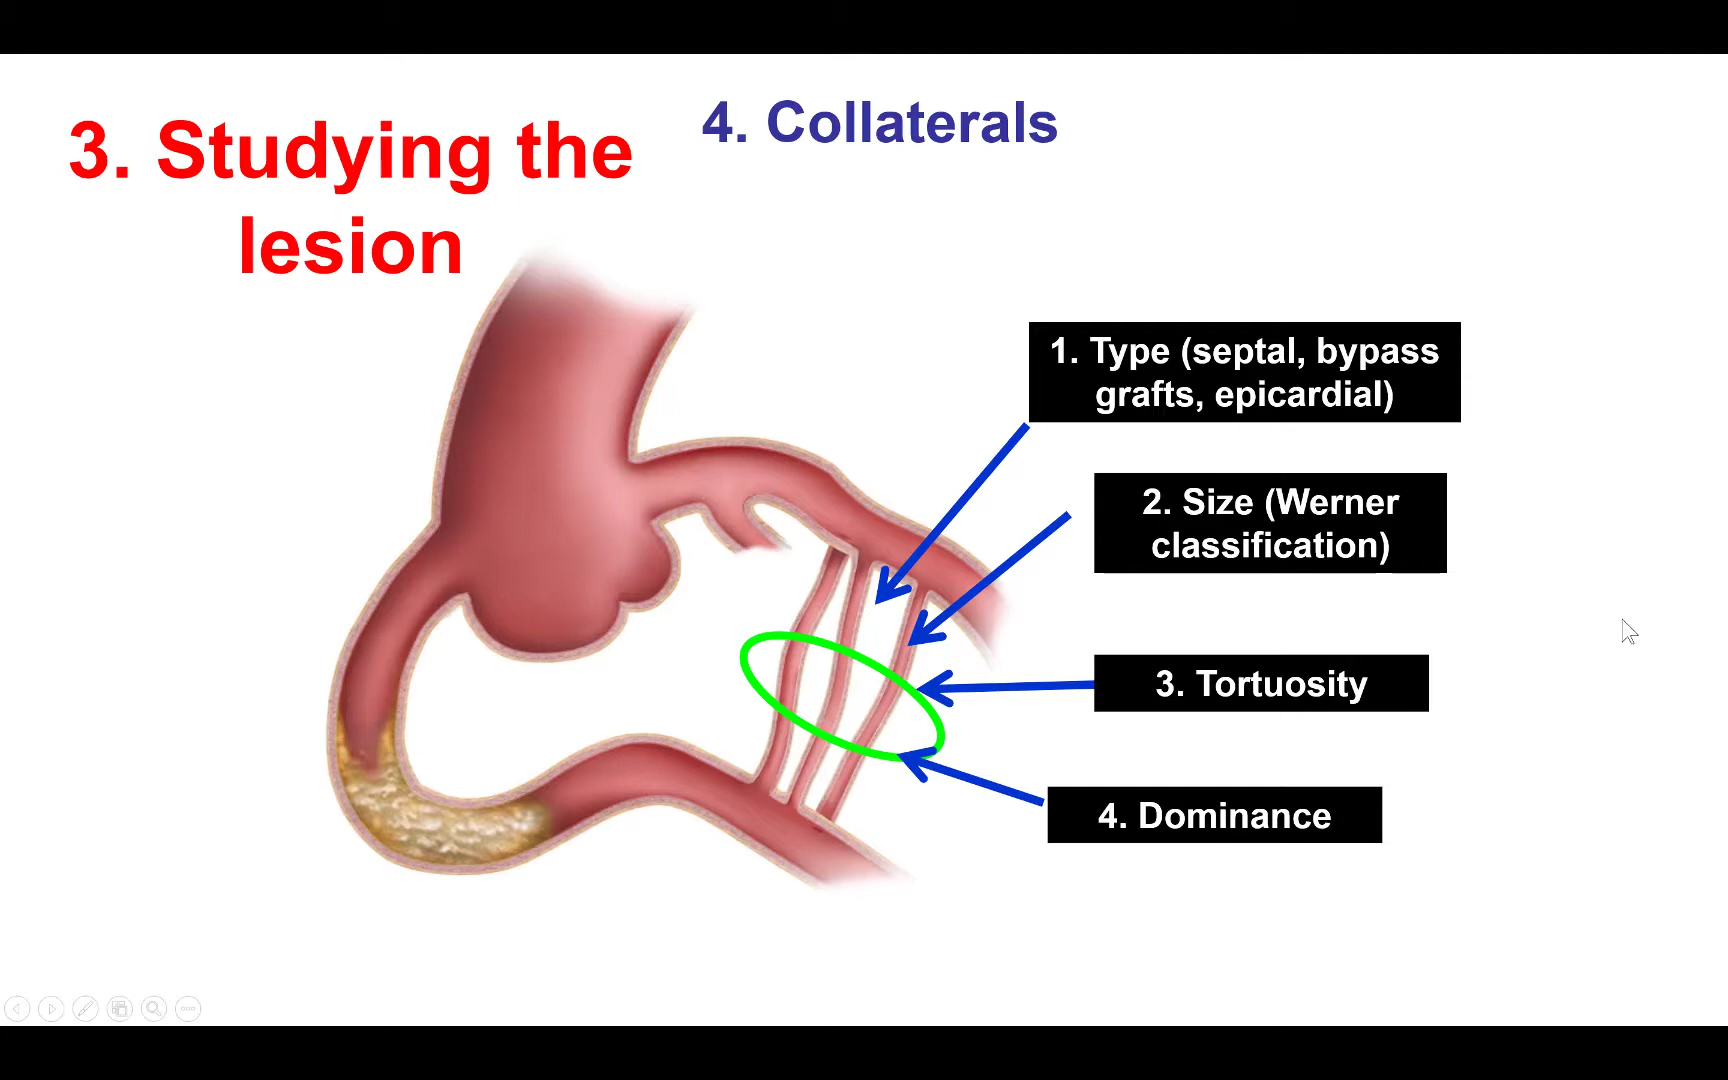 3. Studying the
lesion
4. Collaterals
1. Type (septal, bypass
grafts, epicardial)
2. Size (Werner
classification)
3. Tortuosity
4. Dominance